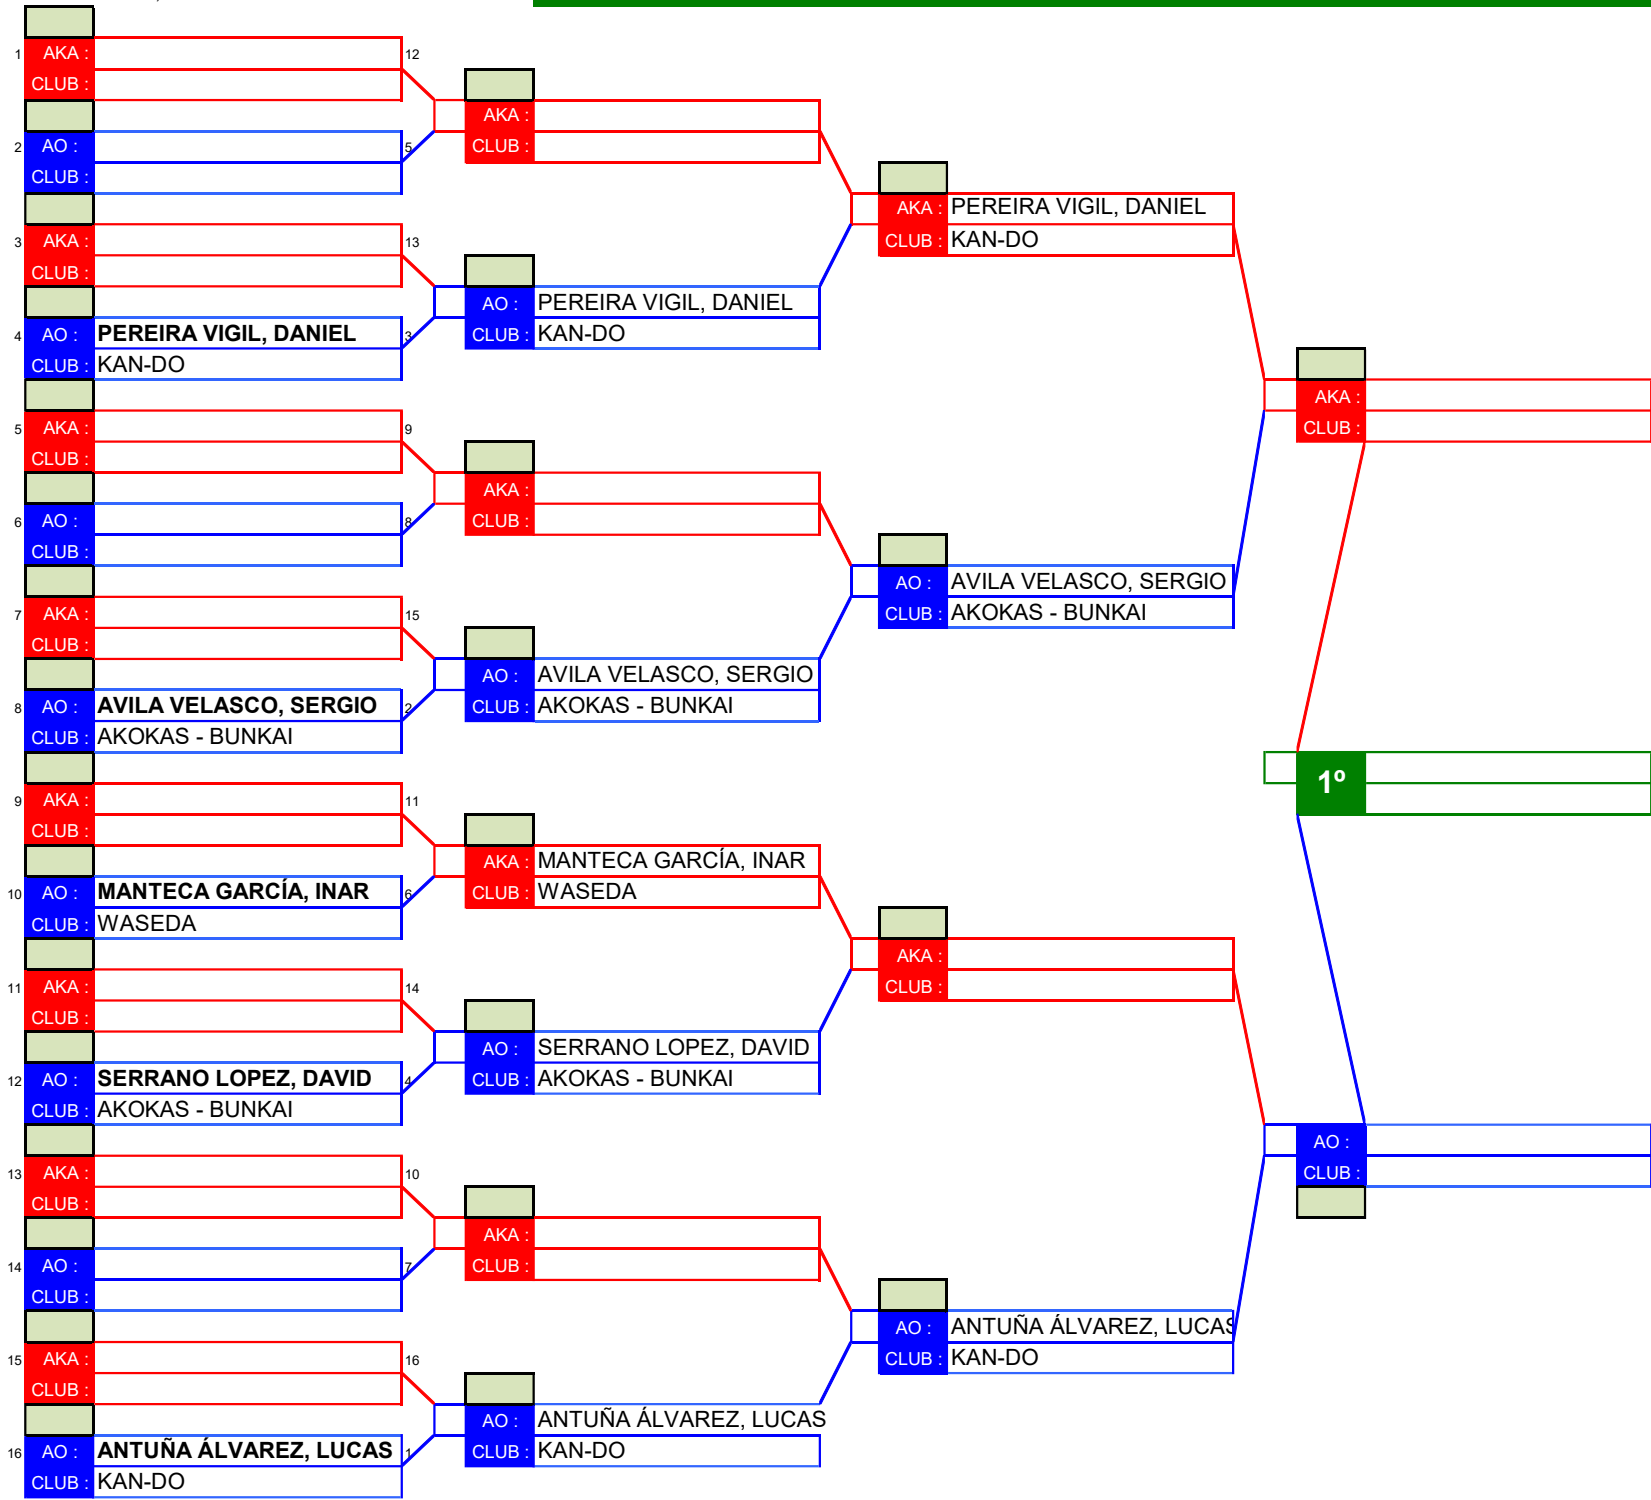 1 AKA : 12
CLUB :
2 AO : 5
CLUB :
3 AKA : 13
CLUB :
4 AO : PEREIRA VIGIL, DANIEL 3
CLUB : KAN-DO
5 AKA : 9
CLUB :
6 AO : 8
CLUB :
7 AKA : 15
CLUB :
8 AO : AVILA VELASCO, SERGIO 2
CLUB : AKOKAS - BUNKAI
9 AKA : 11
CLUB :
10 AO : MANTECA GARCÍA, INAR 6
CLUB : WASEDA
11 AKA : 14
CLUB :
12 AO : SERRANO LOPEZ, DAVID 4
CLUB : AKOKAS - BUNKAI
13 AKA : 10
CLUB :
14 AO : 7
CLUB :
15 AKA : 16
CLUB :
16 AO : ANTUÑA ÁLVAREZ, LUCAS 1
CLUB : KAN-DO
AKA :
CLUB :
AO : PEREIRA VIGIL, DANIEL
CLUB : KAN-DO
AKA :
CLUB :
AO : AVILA VELASCO, SERGIO
CLUB : AKOKAS - BUNKAI
AKA : MANTECA GARCÍA, INAR
CLUB : WASEDA
AO : SERRANO LOPEZ, DAVID
CLUB : AKOKAS - BUNKAI
AKA :
CLUB :
AO : ANTUÑA ÁLVAREZ, LUCAS
CLUB : KAN-DO
AKA : PEREIRA VIGIL, DANIEL
CLUB : KAN-DO
AO : AVILA VELASCO, SERGIO
CLUB : AKOKAS - BUNKAI
AKA :
CLUB :
AO : ANTUÑA ÁLVAREZ, LUCAS
CLUB : KAN-DO
AKA :
CLUB :
1º
AO :
CLUB :